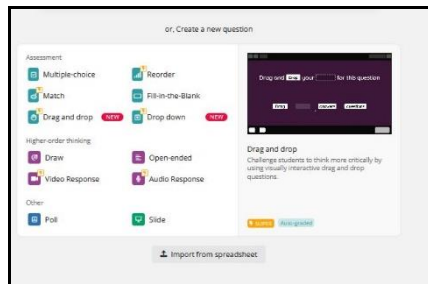 or, Create a new question
Assessment
Multiple-choice
Reorder
Match
Fill-in-the-Blank
Drag and drop NEW
Drop down NEW
Higher-order thinking
Draw
Open-ended
Video Response
Audio Response
Other
Poll
Slide
Drag and Drag your for this question
Drag
Drag and drop
Challenge students to think more critically by
using visually interactive drag and drop
questions.
Auto-graded
Import from spreadsheet